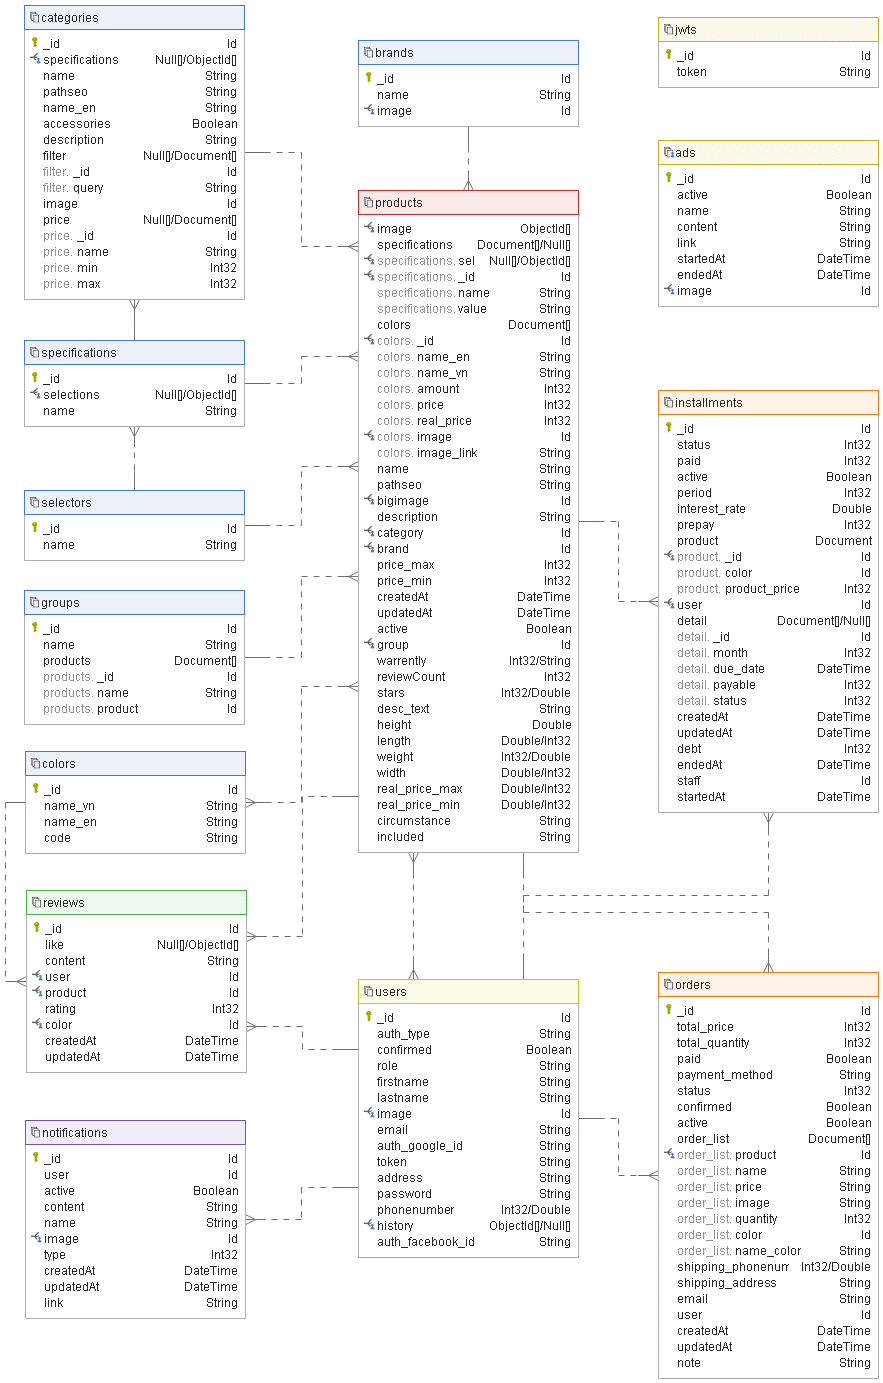 categories
_id Id
specifications Null[]/ObjectId[]
name String
pathseo String
name_en String
accessories Boolean
description String
filter Null[]/Document[]
filter. _id Id
filter. query String
image Id
price Null[]/Document[]
price. _id Id
price. name String
price. min Int32
price. max Int32
specifications
_id Id
selections Null[]/ObjectId[]
name String
selectors
_id Id
name String
groups
_id Id
name String
products Document[]
products. _id Id
products. name String
products. product Id
colors
_id Id
name_vn String
name_en String
code String
reviews
_id Id
like Null[]/ObjectId[]
content String
user Id
product Id
rating Int32
color Id
createdAt DateTime
updatedAt DateTime
notifications
_id Id
user Id
active Boolean
content String
name String
image Id
type Int32
createdAt DateTime
updatedAt DateTime
link String
brands
_id Id
name String
image Id
products
image ObjectId[]
specifications Document[]/Null[]
specifications. sel Null[]/ObjectId[]
specifications. _id Id
specifications. name String
specifications. value String
colors Document[]
colors. _id Id
colors. name_en String
colors. name_vn String
colors. amount Int32
colors. price Int32
colors. real_price Int32
colors. image Id
colors. image_link String
name String
pathseo String
bigimage Id
description String
category Id
brand Id
price_max Int32
price_min Int32
createdAt DateTime
updatedAt DateTime
active Boolean
group Id
warrently Int32/String
reviewCount Int32
stars Int32/Double
desc_text String
height Double
length Double/Int32
weight Int32/Double
width Double/Int32
real_price_max Double/Int32
real_price_min Double/Int32
circumstance String
included String
users
_id Id
auth_type String
confirmed Boolean
role String
firstname String
lastname String
image Id
email String
auth_google_id String
token String
address String
password String
phonenumber Int32/Double
history ObjectId[]/Null[]
auth_facebook_id String
jwts
_id Id
token String
ads
_id Id
active Boolean
name String
content String
link String
startedAt DateTime
endedAt DateTime
image Id
installments
_id Id
status Int32
paid Int32
active Boolean
period Int32
interest_rate Double
prepay Int32
product Document
product. _id Id
product. color Id
product. product_price Int32
user Id
detail Document[]/Null[]
detail. _id Id
detail. month Int32
detail. due_date DateTime
detail. payable Int32
detail. status Int32
createdAt DateTime
updatedAt DateTime
debt Int32
endedAt DateTime
staff Id
startedAt DateTime
orders
_id Id
total_price Int32
total_quantity Int32
paid Boolean
payment_method String
status Int32
confirmed Boolean
active Boolean
order_list Document[]
order_list. product Id
order_list. name String
order_list. price String
order_list. image String
order_list. quantity Int32
order_list. color Id
order_list. name_color String
shipping_phonenum Int32/Double
shipping_address String
email String
user Id
createdAt DateTime
updatedAt DateTime
note String